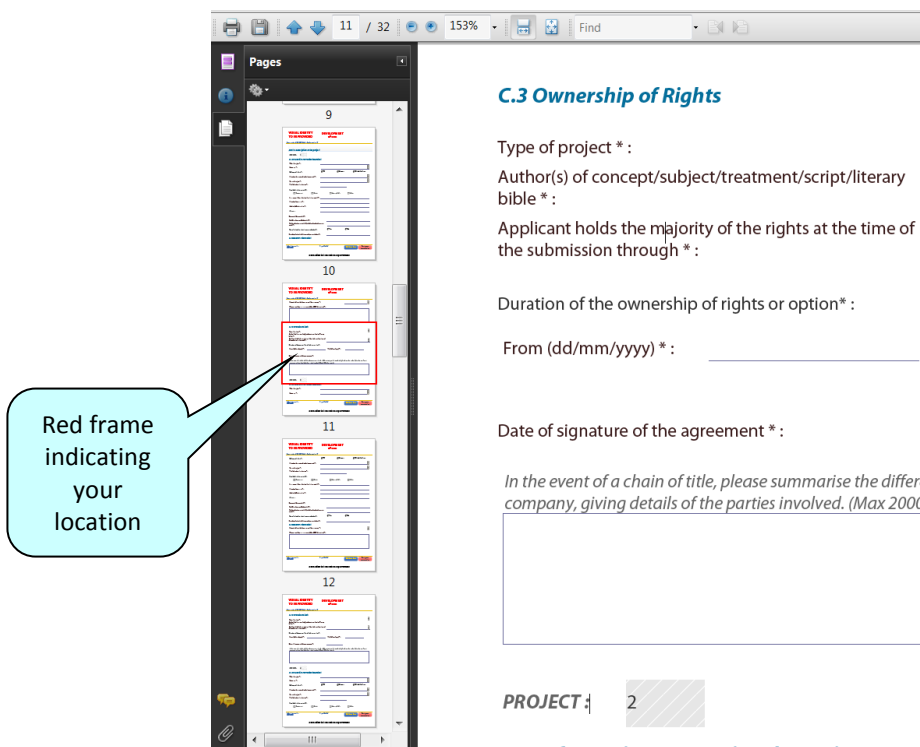 11 / 32 153% Find
Pages
9
10
11
12
Red frame
indicating
your
location
C.3 Ownership of Rights
Type of project * :
Author(s) of concept/subject/treatment/script/literary
bible * :
Applicant holds the majority of the rights at the time of
the submission through * :
Duration of the ownership of rights or option* :
From (dd/mm/yyyy) * :
Date of signature of the agreement * :
In the event of a chain of title, please summarise the differe
company, giving details of the parties involved. (Max 2000
PROJECT : 2